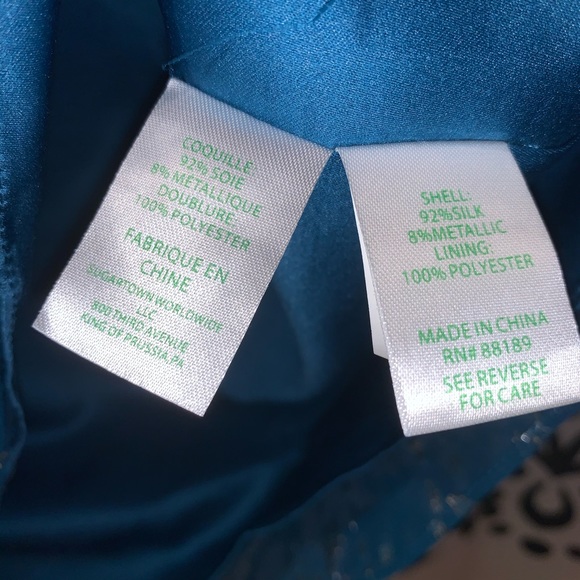 COQUILLE
92% SOIE
8% METALLIQUE
DOUBLURE:
100% POLYESTER
FABRIQUE EN
CHINE
SUGARTOWN WORLDWIDE
LLC
800 THIRD AVENUE
KING OF PRUSSIA.PA
SHELL:
92%SILK
8%METALLIC
LINING:
100%POLYESTER
MADE IN CHINA
RN# 88189
SEE REVERSE
FOR CARE